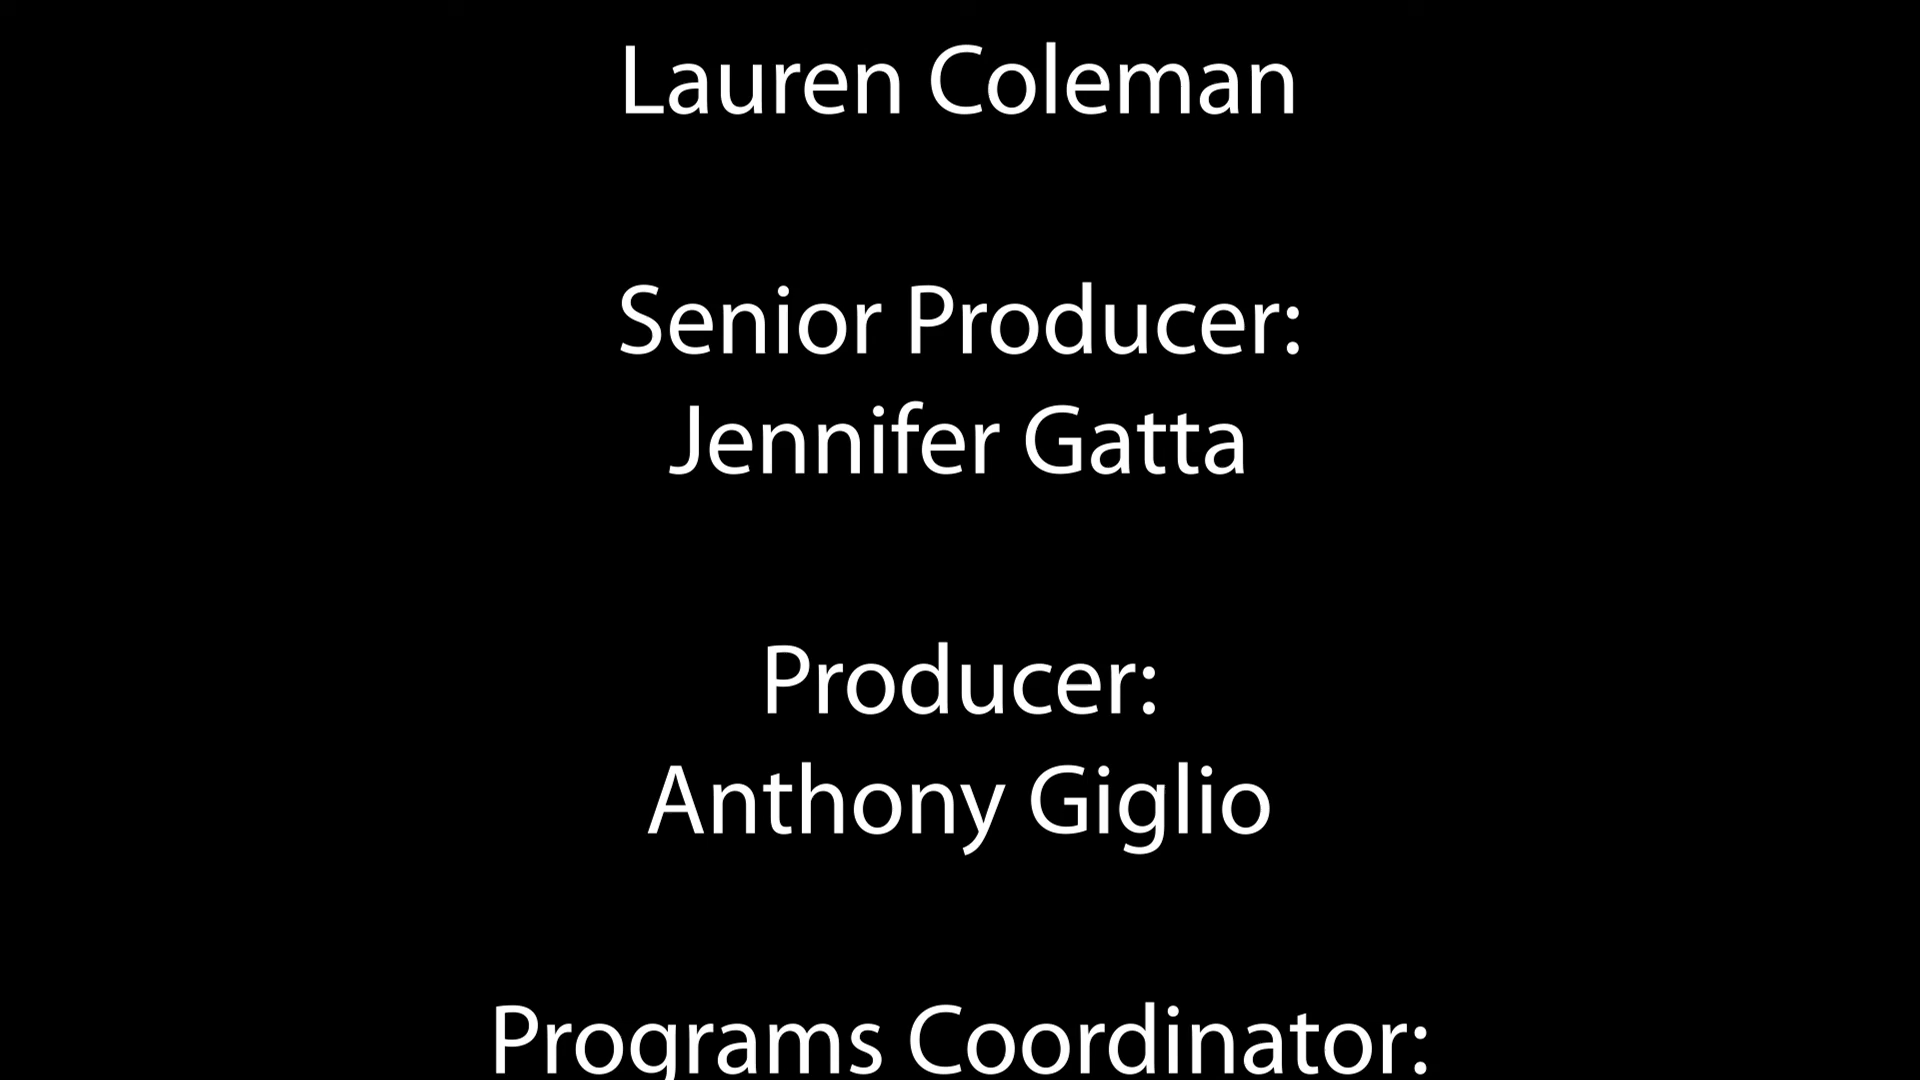 Lauren Coleman
Senior Producer:
Jennifer Gatta
Producer:
Anthony Giglio
Programs Coordinator: